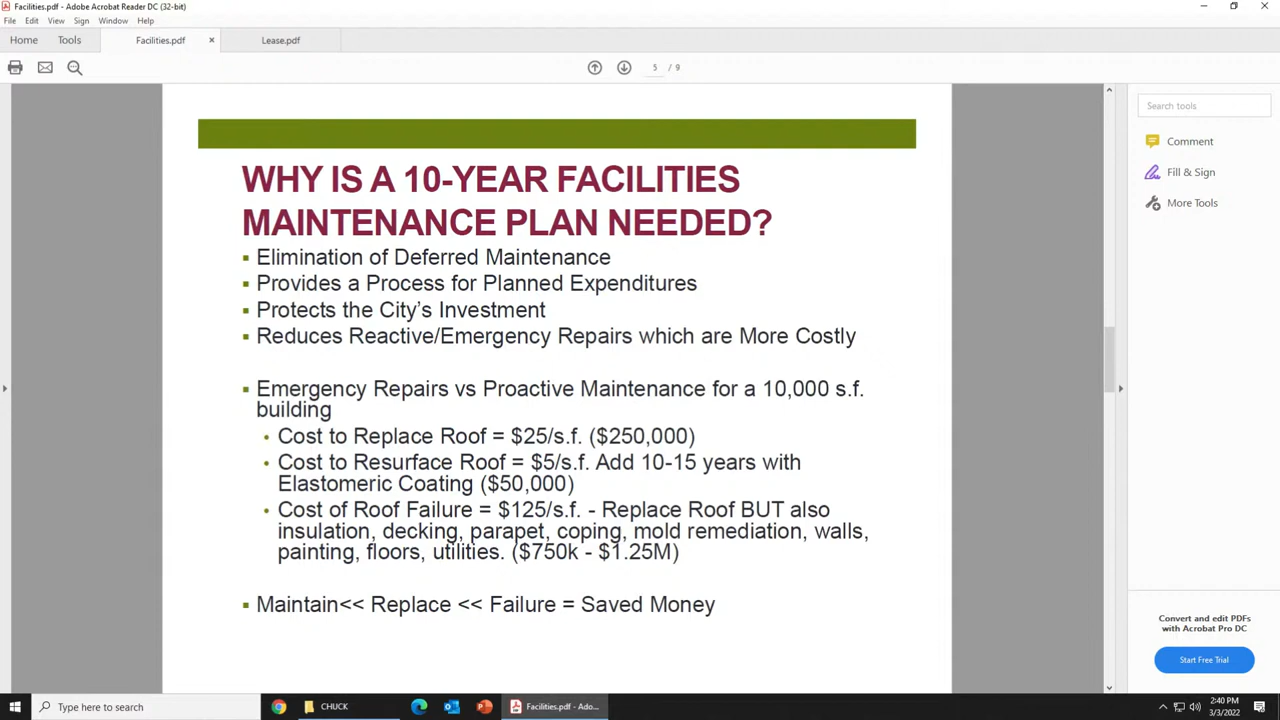 Facilities.pdf - Adobe Acrobat Reader DC (32-bit)
File Edit View Sign Window Help
Home Tools Facilities.pdf × Lease.pdf
5 / 9
Search tools
Comment
Fill & Sign
More Tools
WHY IS A 10-YEAR FACILITIES
MAINTENANCE PLAN NEEDED?
▪ Elimination of Deferred Maintenance
▪ Provides a Process for Planned Expenditures
▪ Protects the City’s Investment
▪ Reduces Reactive/Emergency Repairs which are More Costly
▪ Emergency Repairs vs Proactive Maintenance for a 10,000 s.f.
building
• Cost to Replace Roof = $25/s.f. ($250,000)
• Cost to Resurface Roof = $5/s.f. Add 10-15 years with
Elastomeric Coating ($50,000)
• Cost of Roof Failure = $125/s.f. - Replace Roof BUT also
insulation, decking, parapet, coping, mold remediation, walls,
painting, floors, utilities. ($750k - $1.25M)
▪ Maintain<< Replace << Failure = Saved Money
Convert and edit PDFs
with Acrobat Pro DC
Start Free Trial
Type here to search
CHUCK
Facilities.pdf - Ado...
2:40 PM
3/3/2022